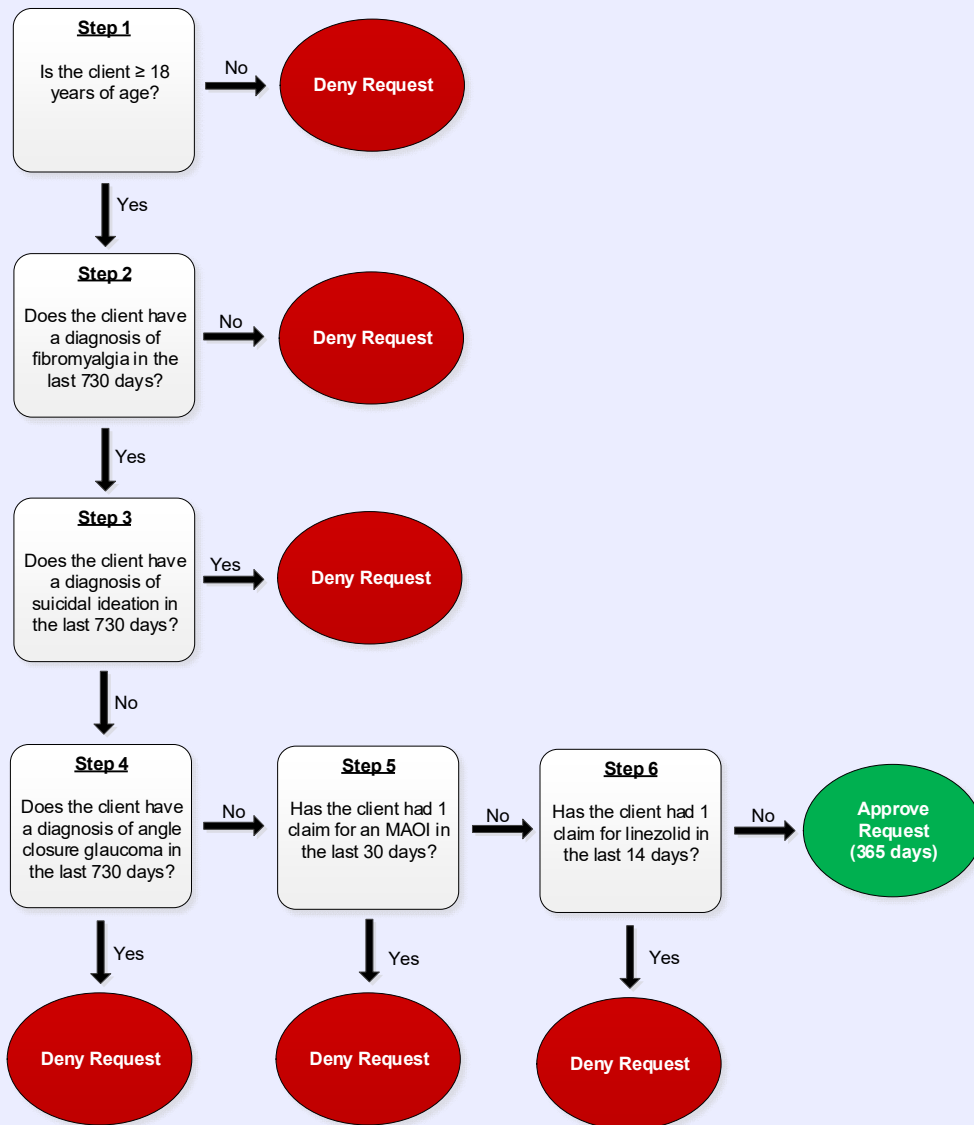 Step 1
Is the client ≥ 18
years of age?
No
Deny Request
Yes
Step 2
Does the client have
a diagnosis of
fibromyalgia in the
last 730 days?
No
Deny Request
Yes
Step 3
Does the client have
a diagnosis of
suicidal ideation in
the last 730 days?
Yes
Deny Request
No
Step 4
Does the client have
a diagnosis of angle
closure glaucoma in
the last 730 days?
No
Step 5
Has the client had 1
claim for an MAOI in
the last 30 days?
No
Step 6
Has the client had 1
claim for linezolid in
the last 14 days?
No
Approve
Request
(365 days)
Yes
Yes
Yes
Deny Request
Deny Request
Deny Request